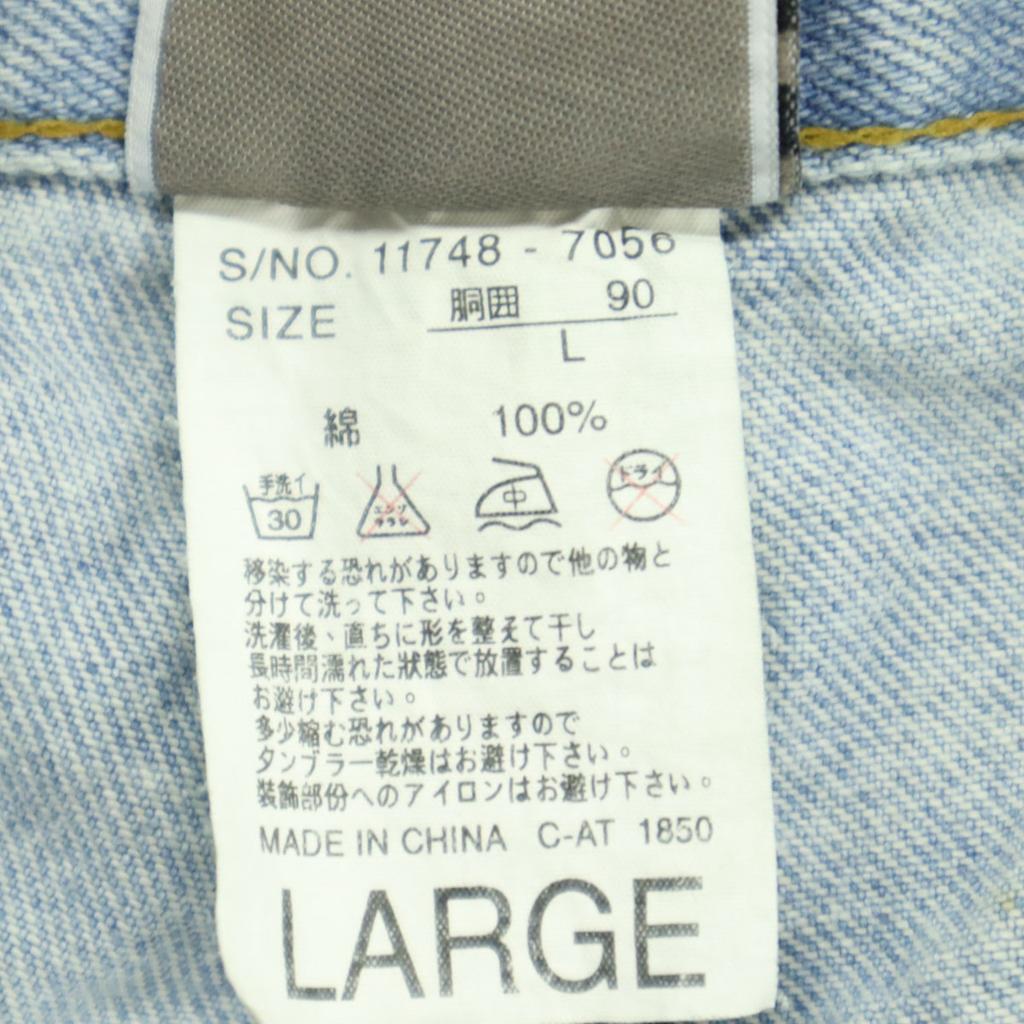 S/NO. 11748 - 7056
SIZE 胴囲 90
L
綿 100%
手洗イ 30 エンソ サラシ 中 ドライ
移染する恐れがありますので他の物と
分けて洗って下さい。
洗濯後、直ちに形を整えて干し
長時間濡れた狀態で放置することは
お避け下さい。
多少縮む恐れがありますので
タンブラー乾燥はお避け下さい。
裝飾部份へのアイロンはお避け下さい。
MADE IN CHINA C-AT 1850
LARGE